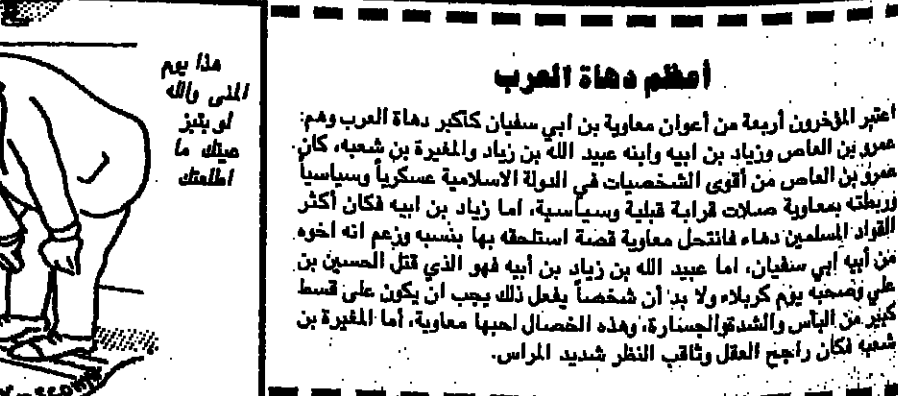 أعظم دهاة العرب
اعتبر المؤخرون أربعة من أعوان معاوية بن ابي سفيان كأكبر دهاة العرب وهم:
عمرو بن العاص وزياد بن ابيه وابنه عبيد الله بن زياد والمغيرة بن شعبه، كان
عمرو بن العاص من أقوى الشخصيات في الدولة الاسلامية عسكرياً وسياسياً
وربطته بمعاوية صلات قرابة قبلية وسياسية، اما زياد بن ابيه فكان أكثر
القواد المسلمين دهاء فانتحل معاوية قصة استلحقه بها بنسبه وزعم انه اخوه
من أبيه أبي سفيان، اما عبيد الله بن زياد بن أبيه فهو الذي قتل الحسين بن
علي وصحبه يوم كربلاء ولا بد أن شخصاً يفعل ذلك يجب ان يكون على قسط
كبير من البأس والشدة والجسارة، وهذه الخصال احبها معاوية، أما المغيرة بن
شعبه فكان راجح العقل وثاقب النظر شديد المراس.
هذا يوم
المنى والله
لو
عينك ما
اطلعتك